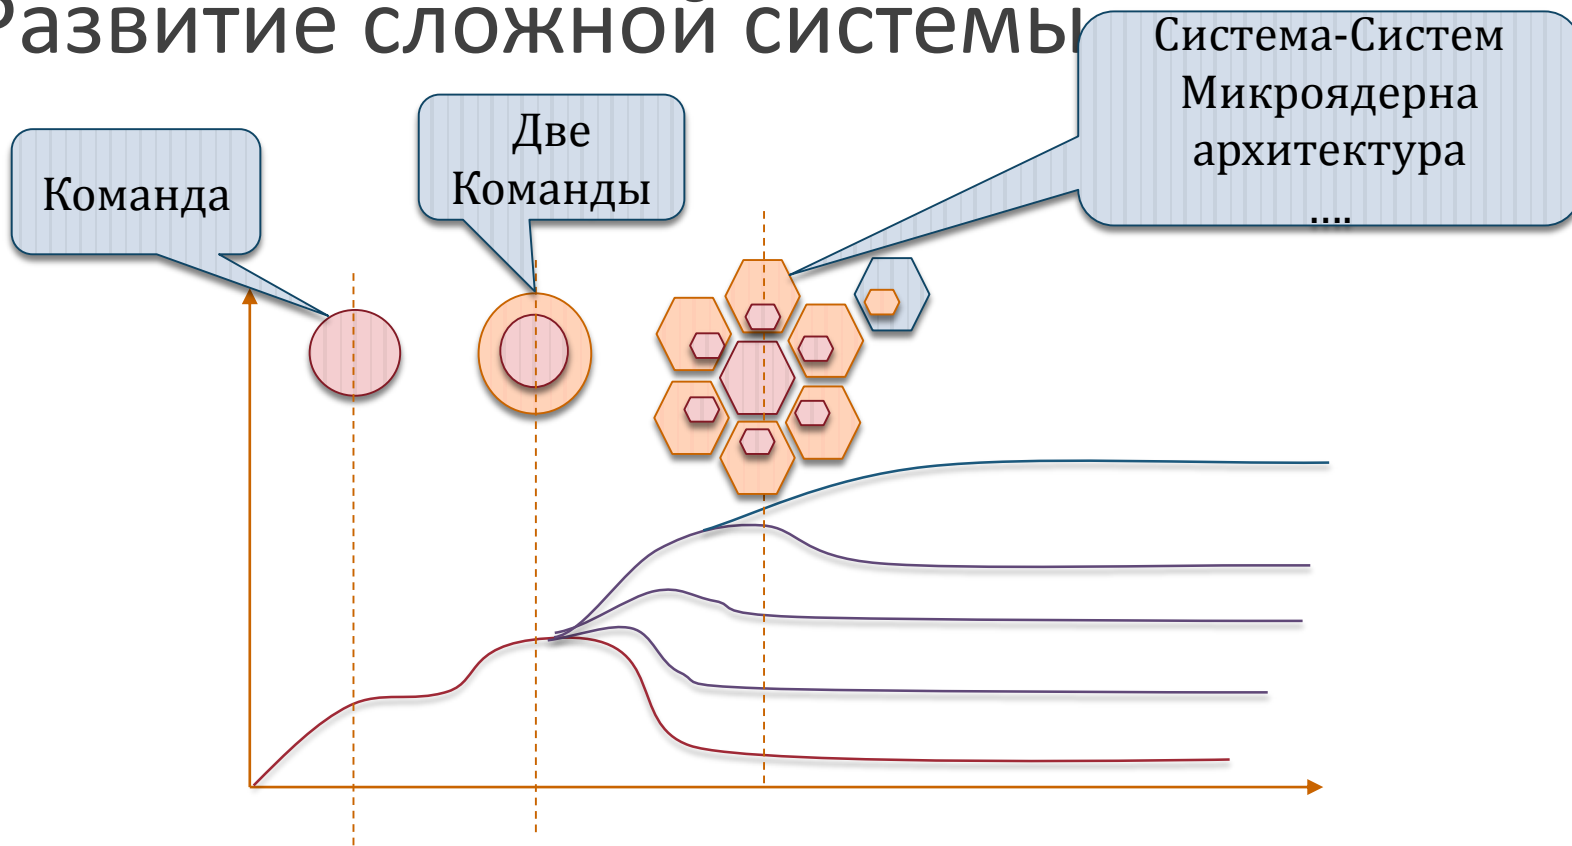 Развитие сложной системы
Команда
Две
Команды
Система-Систем
Микроядерна
архитектура
....